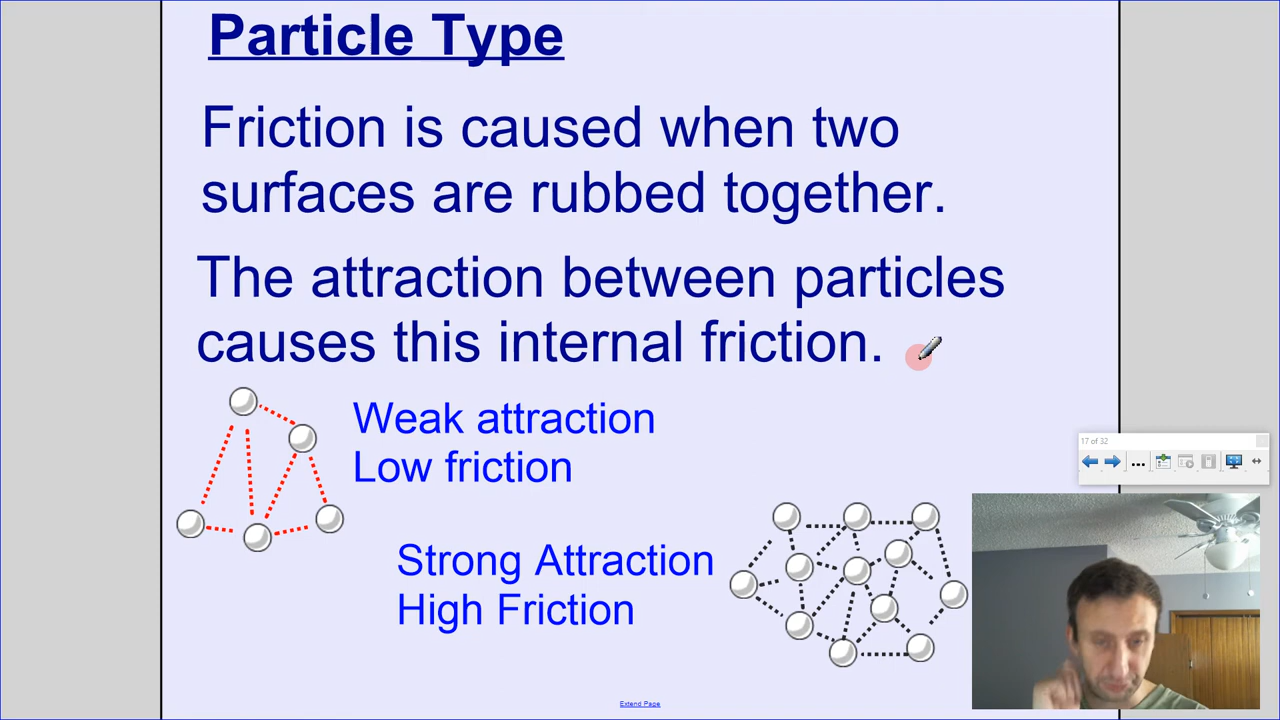 Particle Type
Friction is caused when two
surfaces are rubbed together.
The attraction between particles
causes this internal friction.
Weak attraction
Low friction
17 of 32
Strong Attraction
High Friction
Extend Page